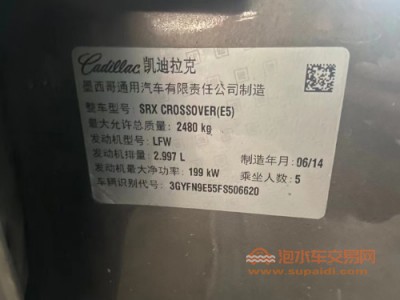 Cadillac 凯迪拉克
墨西哥通用汽车有限责任公司制造
整车型号: SRX CROSSOVER(E5)
最大允许总质量: 2480 kg
发动机型号: LFW
发动机排量: 2.997 L 制造年月: 06/14
发动机最大净功率: 199 kW 乘坐人数: 5
车辆识别代号: 3GYFN9E55FS506620
泡水车交易网
www.supaidi.com